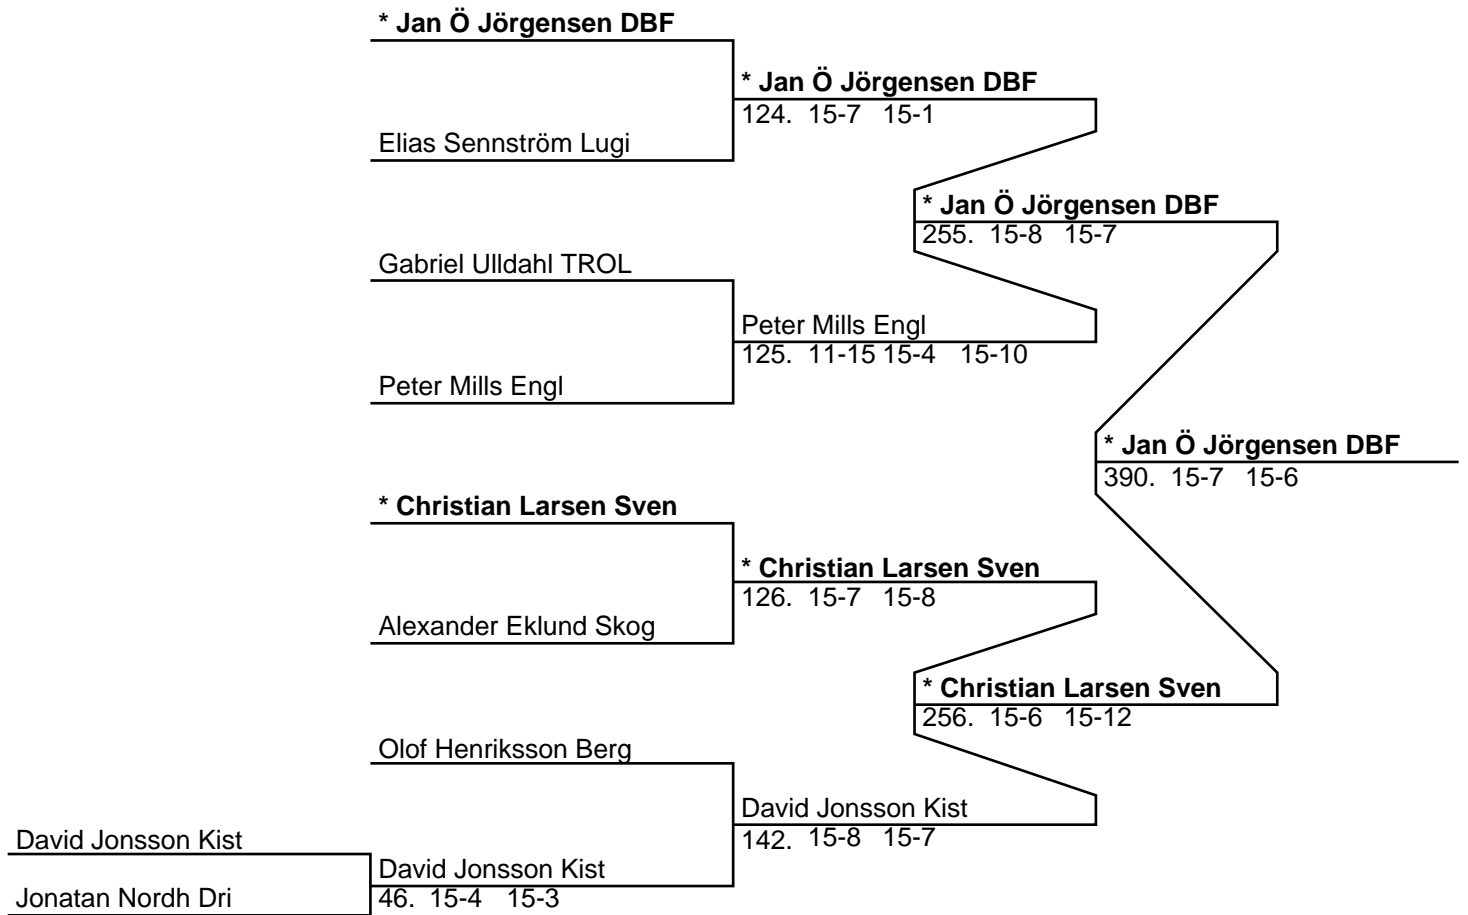 * Jan Ö Jörgensen DBF
* Jan Ö Jörgensen DBF
124. 15-7 15-1
Elias Sennström Lugi
* Jan Ö Jörgensen DBF
255. 15-8 15-7
Gabriel Ulldahl TROL
Peter Mills Engl
125. 11-15 15-4 15-10
Peter Mills Engl
* Jan Ö Jörgensen DBF
390. 15-7 15-6
* Christian Larsen Sven
* Christian Larsen Sven
126. 15-7 15-8
Alexander Eklund Skog
* Christian Larsen Sven
256. 15-6 15-12
Olof Henriksson Berg
David Jonsson Kist
142. 15-8 15-7
David Jonsson Kist
David Jonsson Kist
46. 15-4 15-3
Jonatan Nordh Dri